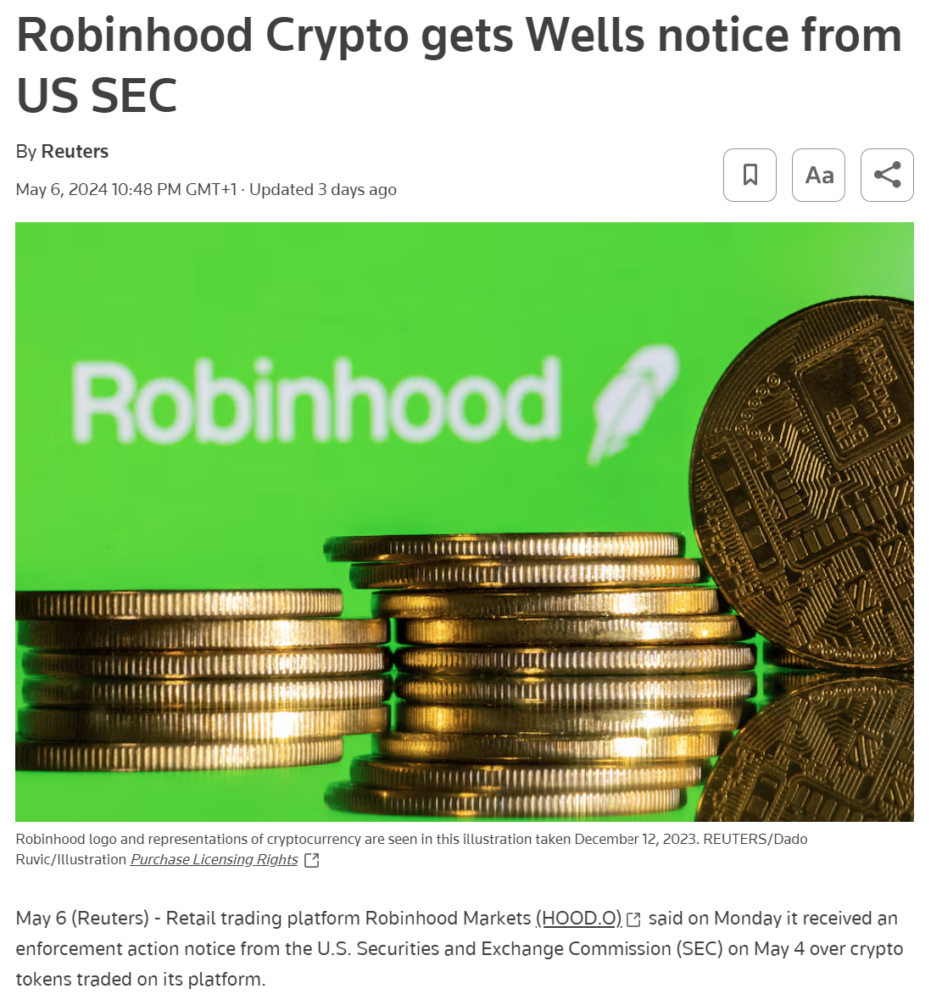 Robinhood Crypto gets Wells notice from
US SEC
By Reuters
May 6, 2024 10:48 PM GMT+1 · Updated 3 days ago
Aa
Robinhood
Robinhood logo and representations of cryptocurrency are seen in this illustration taken December 12, 2023. REUTERS/Dado
Ruvic/Illustration Purchase Licensing Rights
May 6 (Reuters) - Retail trading platform Robinhood Markets (HOOD.O) said on Monday it received an
enforcement action notice from the U.S. Securities and Exchange Commission (SEC) on May 4 over crypto
tokens traded on its platform.